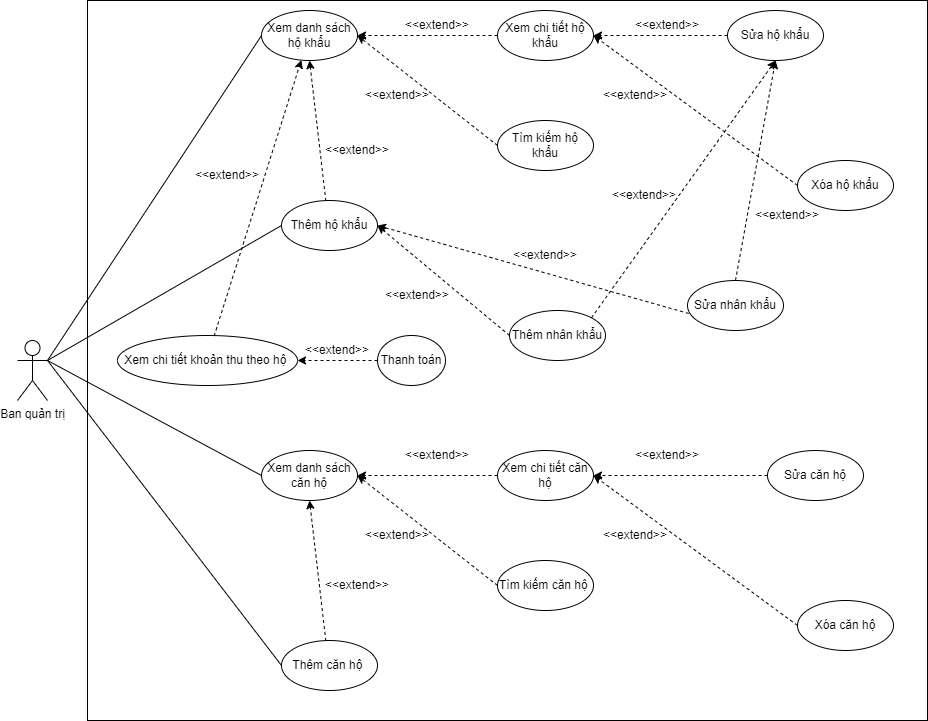 Xem danh sách
hộ khẩu
<<extend>>
Xem chi tiết hộ
khẩu
<<extend>>
Sửa hộ khẩu
<<extend>>
<<extend>>
Tìm kiếm hộ
khẩu
<<extend>>
<<extend>>
Xóa hộ khẩu
<<extend>>
<<extend>>
Thêm hộ khẩu
<<extend>>
<<extend>>
Sửa nhân khẩu
Thêm nhân khẩu
Xem chi tiết khoản thu theo hộ
<<extend>>
Thanh toán
Ban quản trị
Xem danh sách
căn hộ
<<extend>>
Xem chi tiết căn
hộ
<<extend>>
Sửa căn hộ
<<extend>>
<<extend>>
<<extend>>
Tìm kiếm căn hộ
Xóa căn hộ
Thêm căn hộ